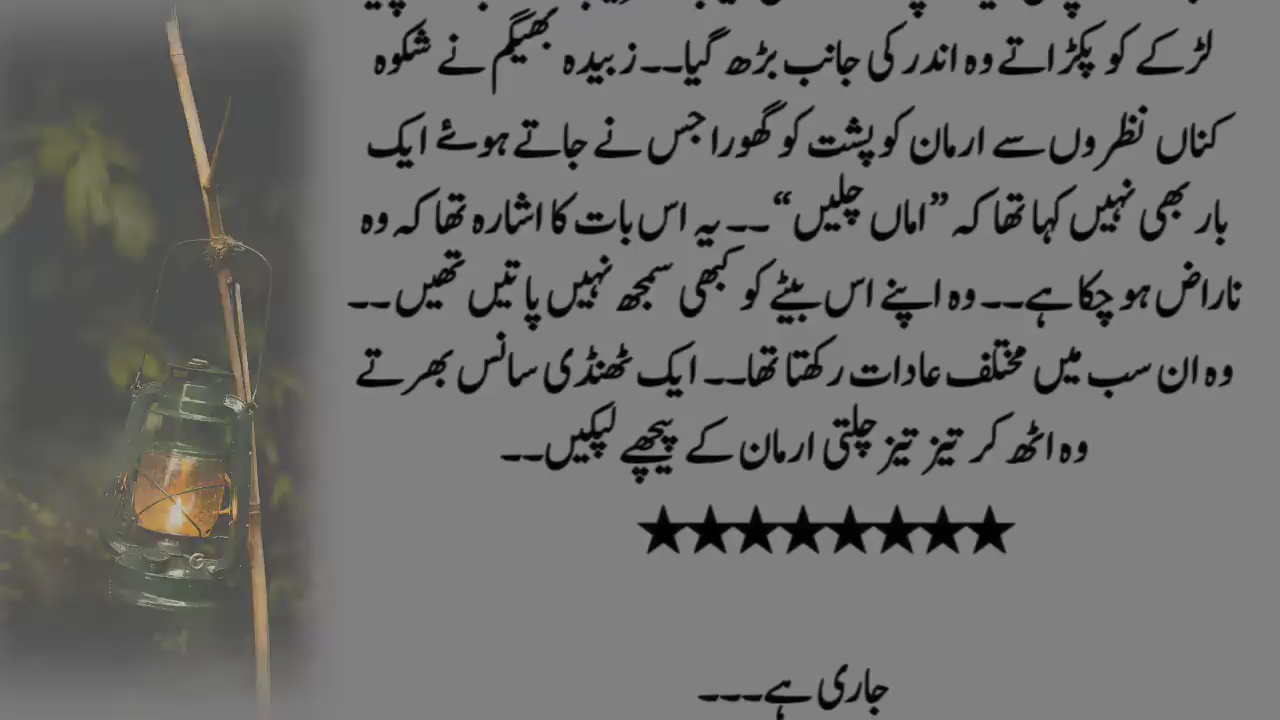 لڑکے کو پکڑاتے وہ اندر کی جانب بڑھ گیا۔۔ زبیدہ بھیگم نے شکوہ
کناں نظروں سے ارمان کو پشت کو گھورا جس نے جاتے ہوئے ایک
بار بھی نہیں کہا تھا کہ ”اماں چلیں“ ۔۔ یہ اس بات کا اشارہ تھا کہ وہ
ناراض ہو چکا ہے۔۔ وہ اپنے اس بیٹے کو کبھی سمجھ نہیں پاتیں تھیں ۔۔
وہ ان سب میں مختلف عادات رکھتا تھا۔۔ ایک ٹھنڈی سانس بھرتے
وہ اٹھ کر تیز تیز چلتی ارمان کے پیچھے لپکیں۔۔
★★★★★★★★
جاری ہے۔۔۔